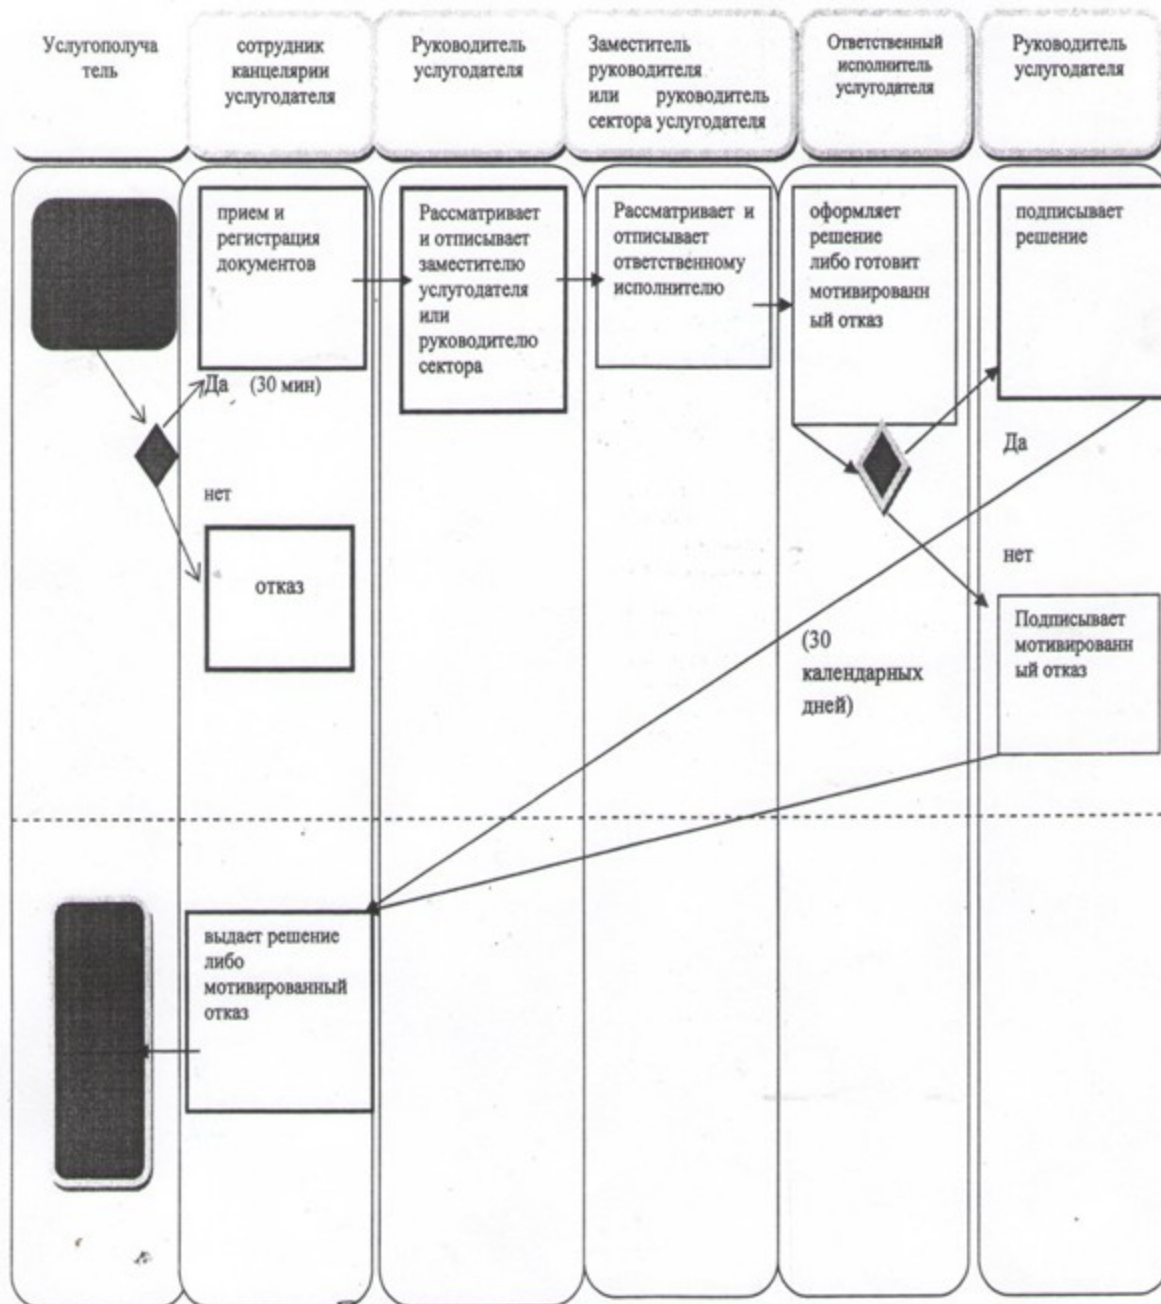 Услугополуча
тель
сотрудник
канцелярии
услугодателя
Руководитель
услугодателя
Заместитель
руководителя
или руководитель
сектора услугодателя
Ответственный
исполнитель
услугодателя
Руководитель
услугодателя
прием и
регистрация
документов
Рассматривает
и отписывает
заместителю
услугодателя
или
руководителю
сектора
Рассматривает и
отписывает
ответственному
исполнителю
оформляет
решение
либо готовит
мотивированн
ый отказ
подписывает
решение
Да (30 мин)
нет
отказ
Да
нет
(30
календарных
дней)
Подписывает
мотивированн
ый отказ
выдает решение
либо
мотивированный
отказ